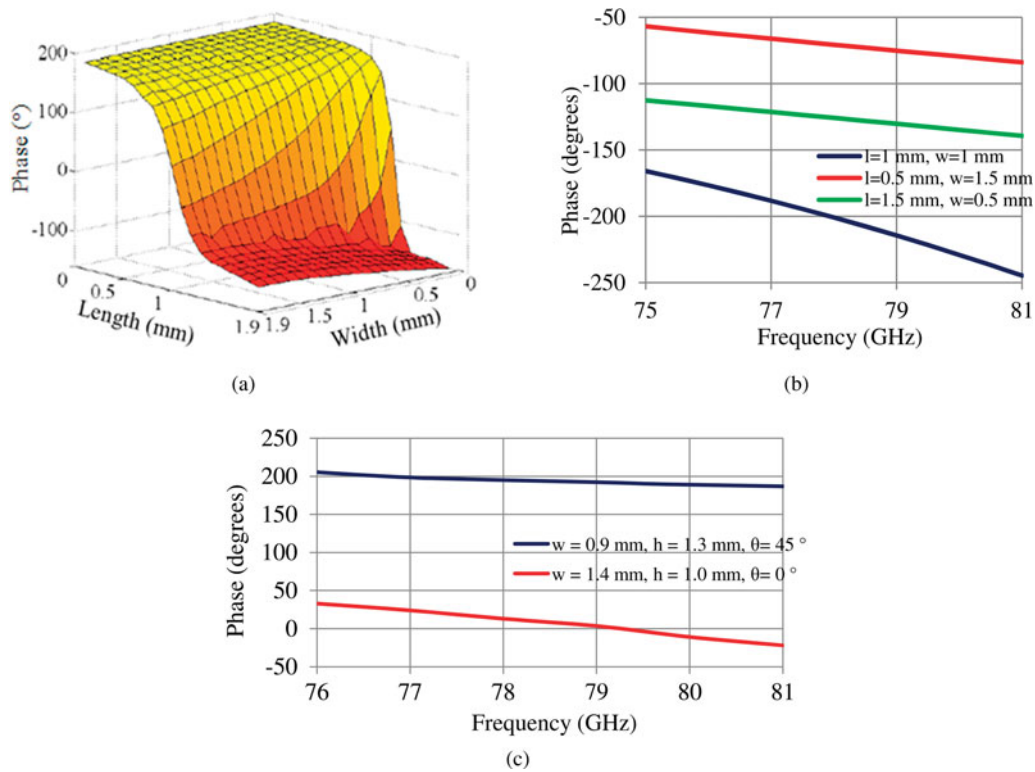 200
100
0
-100
Phase (°)
0
0.5
1
1.9
Length (mm)
1.9
1.5
1
0.5
0
Width (mm)
(a)
-50
-100
-150
-200
-250
Phase (degrees)
l=1 mm, w=1 mm
l=0.5 mm, w=1.5 mm
l=1.5 mm, w=0.5 mm
75 77 79 81
Frequency (GHz)
(b)
250
200
150
100
50
0
-50
Phase (degrees)
w = 0.9 mm, h = 1.3 mm, θ= 45 °
w = 1.4 mm, h = 1.0 mm, θ= 0 °
76 77 78 79 80 81
Frequency (GHz)
(c)